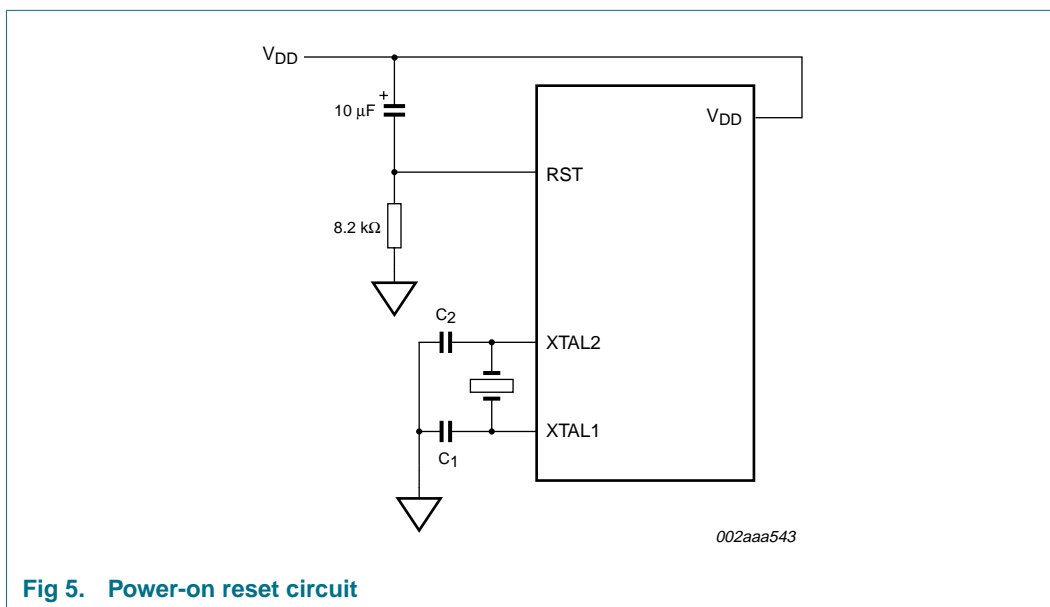 VDD
+
10 μF
VDD
RST
8.2 kΩ
C2
XTAL2
XTAL1
C1
002aaa543
Fig 5. Power-on reset circuit